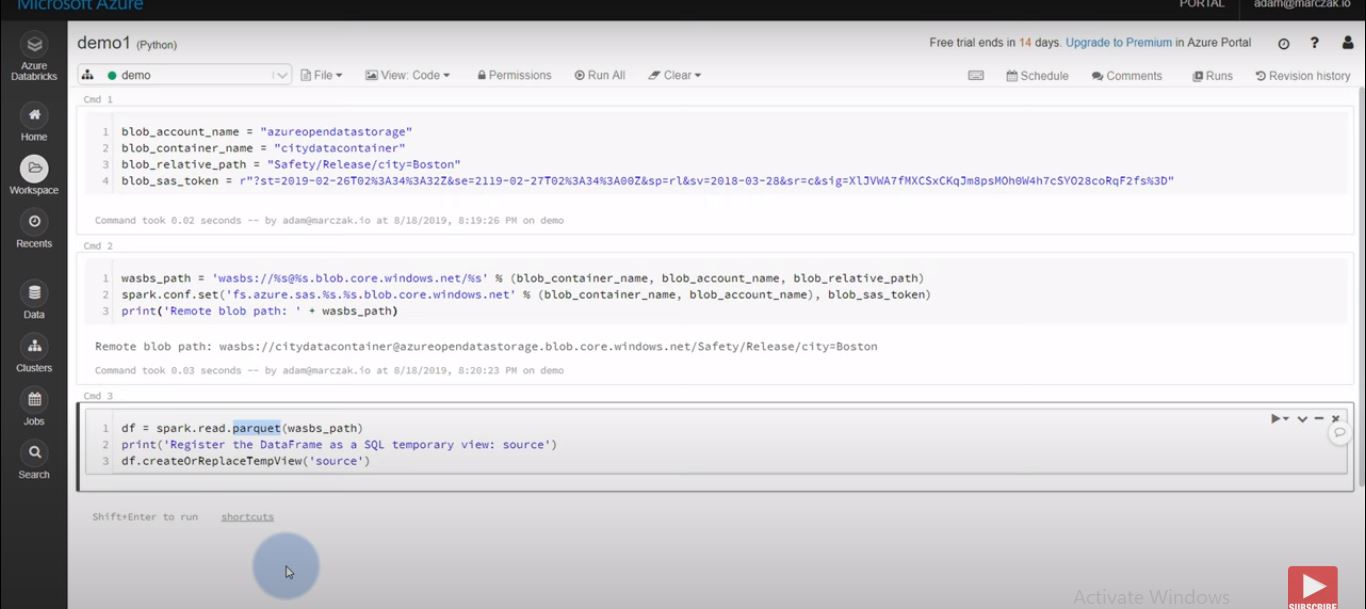 Microsoft Azure
PORTAL
adam@marczak.io
Azure Databricks
Home
Workspace
Recents
Data
Clusters
Jobs
Search
demo1 (Python)
Free trial ends in 14 days. Upgrade to Premium in Azure Portal
demo
File
View: Code
Permissions
Run All
Clear
Schedule
Comments
Runs
Revision history
Cmd 1
1 blob_account_name = "azureopendatastorage"
2 blob_container_name = "citydatacontainer"
3 blob_relative_path = "Safety/Release/city=Boston"
4 blob_sas_token = r"?st=2019-02-26T02%3A34%3A32Z&se=2119-02-27T02%3A34%3A00Z&sp=rl&sv=2018-03-28&sr=c&sig=XlJVWA7fMXCSxCKqJm8psMOh0W4h7cSYO28coRqF2fs%3D"
Command took 0.02 seconds -- by adam@marczak.io at 8/18/2019, 8:19:26 PM on demo
Cmd 2
1 wasbs_path = 'wasbs://%s@%s.blob.core.windows.net/%s' % (blob_container_name, blob_account_name, blob_relative_path)
2 spark.conf.set('fs.azure.sas.%s.%s.blob.core.windows.net' % (blob_container_name, blob_account_name), blob_sas_token)
3 print('Remote blob path: ' + wasbs_path)
Remote blob path: wasbs://citydatacontainer@azureopendatastorage.blob.core.windows.net/Safety/Release/city=Boston
Command took 0.03 seconds -- by adam@marczak.io at 8/18/2019, 8:20:23 PM on demo
Cmd 3
1 df = spark.read.parquet(wasbs_path)
2 print('Register the DataFrame as a SQL temporary view: source')
3 df.createOrReplaceTempView('source')
Shift+Enter to run shortcuts
Activate Windows
SUBSCRIBE